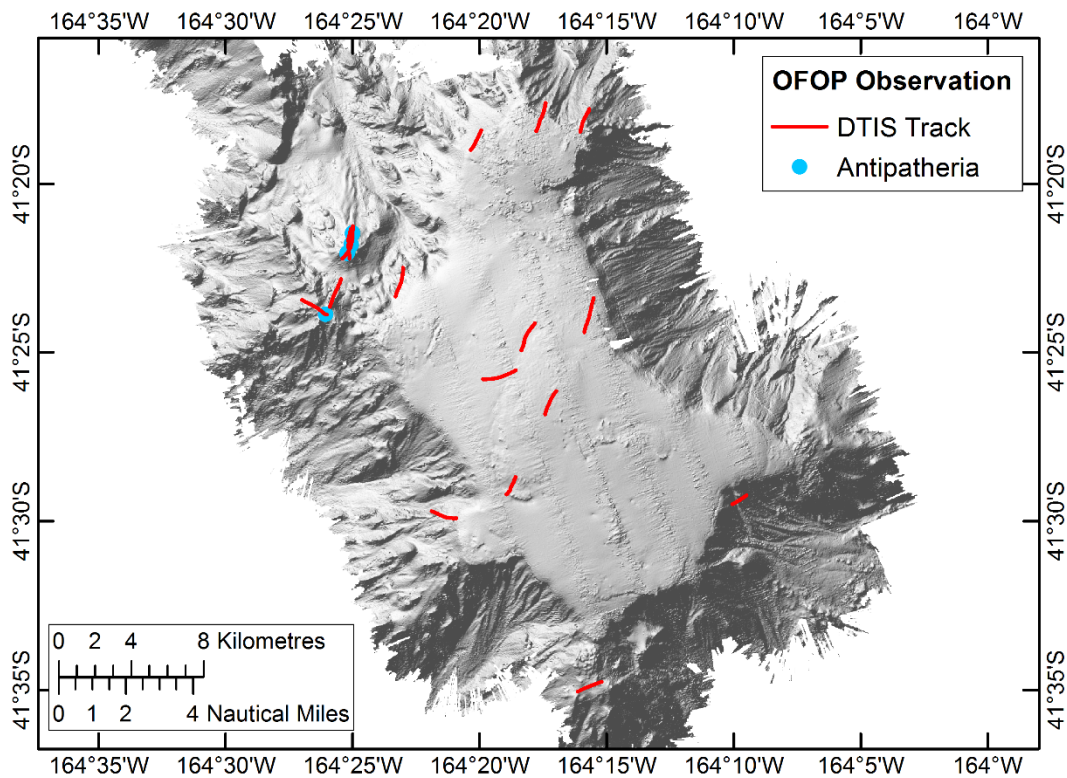 164°35'W 164°30'W 164°25'W 164°20'W 164°15'W 164°10'W 164°5'W 164°W
OFOP Observation
DTIS Track
Antipatheria
41°20'S 41°20'S
41°25'S 41°25'S
41°30'S 41°30'S
41°35'S 41°35'S
0 2 4 8 Kilometres
0 1 2 4 Nautical Miles
164°35'W 164°30'W 164°25'W 164°20'W 164°15'W 164°10'W 164°5'W 164°W